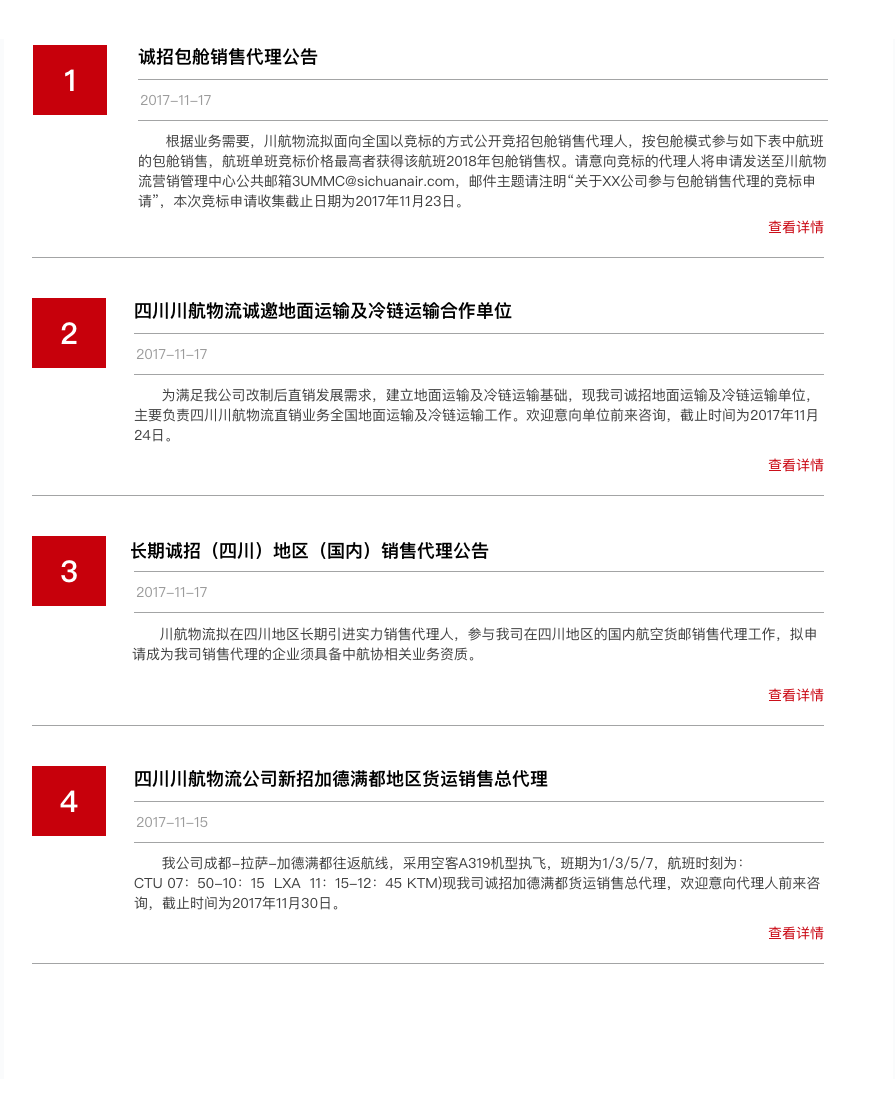 1
诚招包舱销售代理公告
2017-11-17
根据业务需要，川航物流拟面向全国以竞标的方式公开竞招包舱销售代理人，按包舱模式参与如下表中航班
的包舱销售，航班单班竞标价格最高者获得该航班2018年包舱销售权。请意向竞标的代理人将申请发送至川航物
流营销管理中心公共邮箱3UMMC@sichuanair.com，邮件主题请注明“关于XX公司参与包舱销售代理的竞标申
请”，本次竞标申请收集截止日期为2017年11月23日。
查看详情
2
四川川航物流诚邀地面运输及冷链运输合作单位
2017-11-17
为满足我公司改制后直销发展需求，建立地面运输及冷链运输基础，现我司诚招地面运输及冷链运输单位，
主要负责四川川航物流直销业务全国地面运输及冷链运输工作。欢迎意向单位前来咨询，截止时间为2017年11月
24日。
查看详情
3
长期诚招（四川）地区（国内）销售代理公告
2017-11-17
川航物流拟在四川地区长期引进实力销售代理人，参与我司在四川地区的国内航空货邮销售代理工作，拟申
请成为我司销售代理的企业须具备中航协相关业务资质。
查看详情
4
四川川航物流公司新招加德满都地区货运销售总代理
2017-11-15
我公司成都-拉萨-加德满都往返航线，采用空客A319机型执飞，班期为1/3/5/7，航班时刻为：
CTU 07：50-10：15  LXA  11：15-12：45 KTM)现我司诚招加德满都货运销售总代理，欢迎意向代理人前来咨
询，截止时间为2017年11月30日。
查看详情